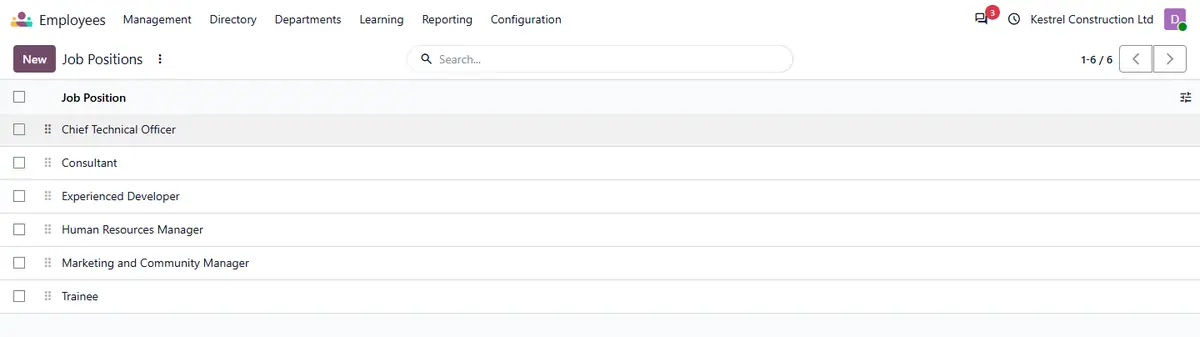 Employees Management Directory Departments Learning Reporting Configuration 3 Kestrel Construction Ltd D
New Job Positions Search... 1-6 / 6
Job Position
Chief Technical Officer
Consultant
Experienced Developer
Human Resources Manager
Marketing and Community Manager
Trainee